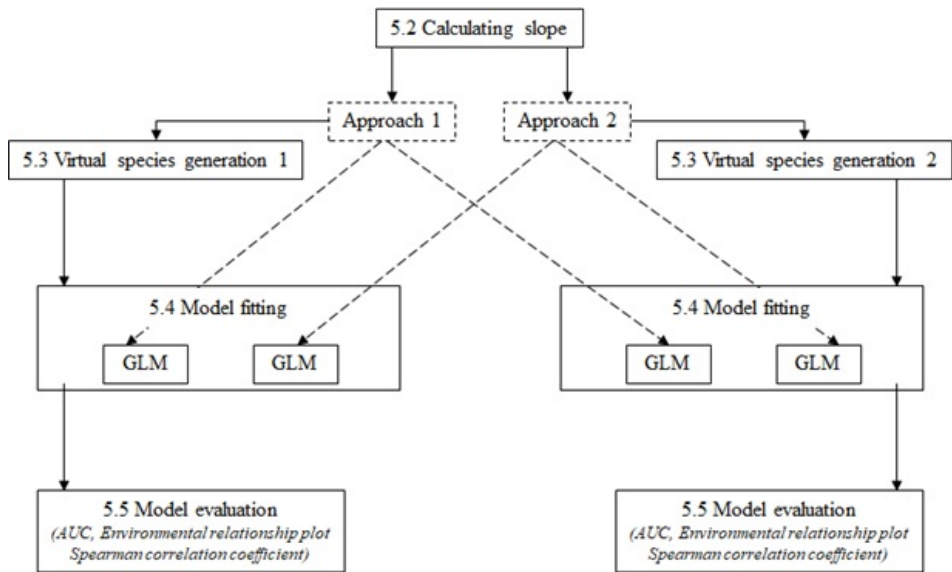 5.2 Calculating slope
Approach 1
Approach 2
5.3 Virtual species generation 1
5.3 Virtual species generation 2
5.4 Model fitting
GLM
GLM
5.4 Model fitting
GLM
GLM
5.5 Model evaluation
(AUC, Environmental relationship plot
Spearman correlation coefficient)
5.5 Model evaluation
(AUC, Environmental relationship plot
Spearman correlation coefficient)